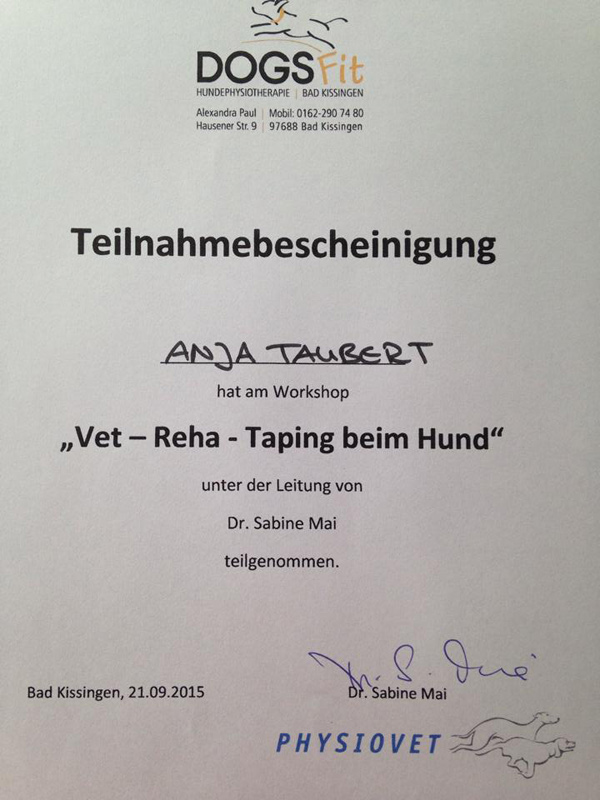 DOGSFit
HUNDEPHYSIOTHERAPIE | BAD KISSINGEN
Alexandra Paul | Mobil: 0162-290 74 80
Hausener Str. 9 | 97688 Bad Kissingen
Teilnahmebescheinigung
ANJA TAUBERT
hat am Workshop
„Vet – Reha - Taping beim Hund“
unter der Leitung von
Dr. Sabine Mai
teilgenommen.
Dr. S. Mai
Bad Kissingen, 21.09.2015 Dr. Sabine Mai
PHYSIOVET